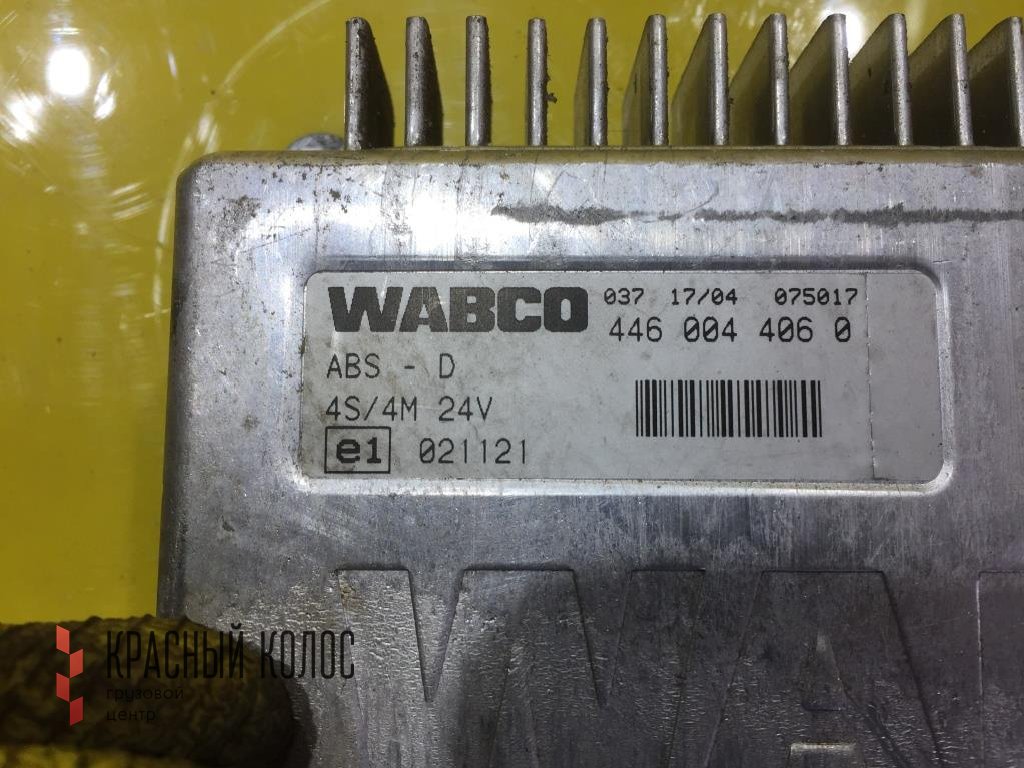 WABCO 037 17/04 075017
446 004 406 0
ABS - D
4S/4M 24V
e1 021121
WA
КРАСНЫЙ КОЛОС
грузовой
центр